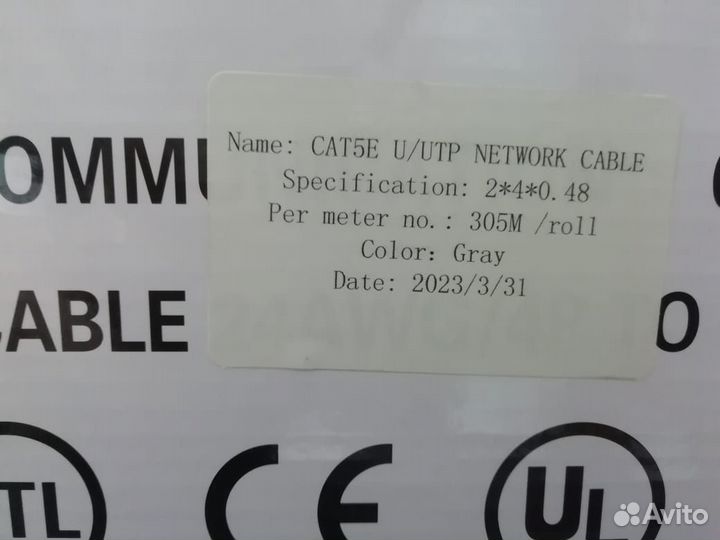 Name: CAT5E U/UTP NETWORK CABLE
Specification: 2*4*0.48
Per meter no.: 305M /roll
Color: Gray
Date: 2023/3/31
OMMU
CABLE
O
TL
CE
UL
Avito